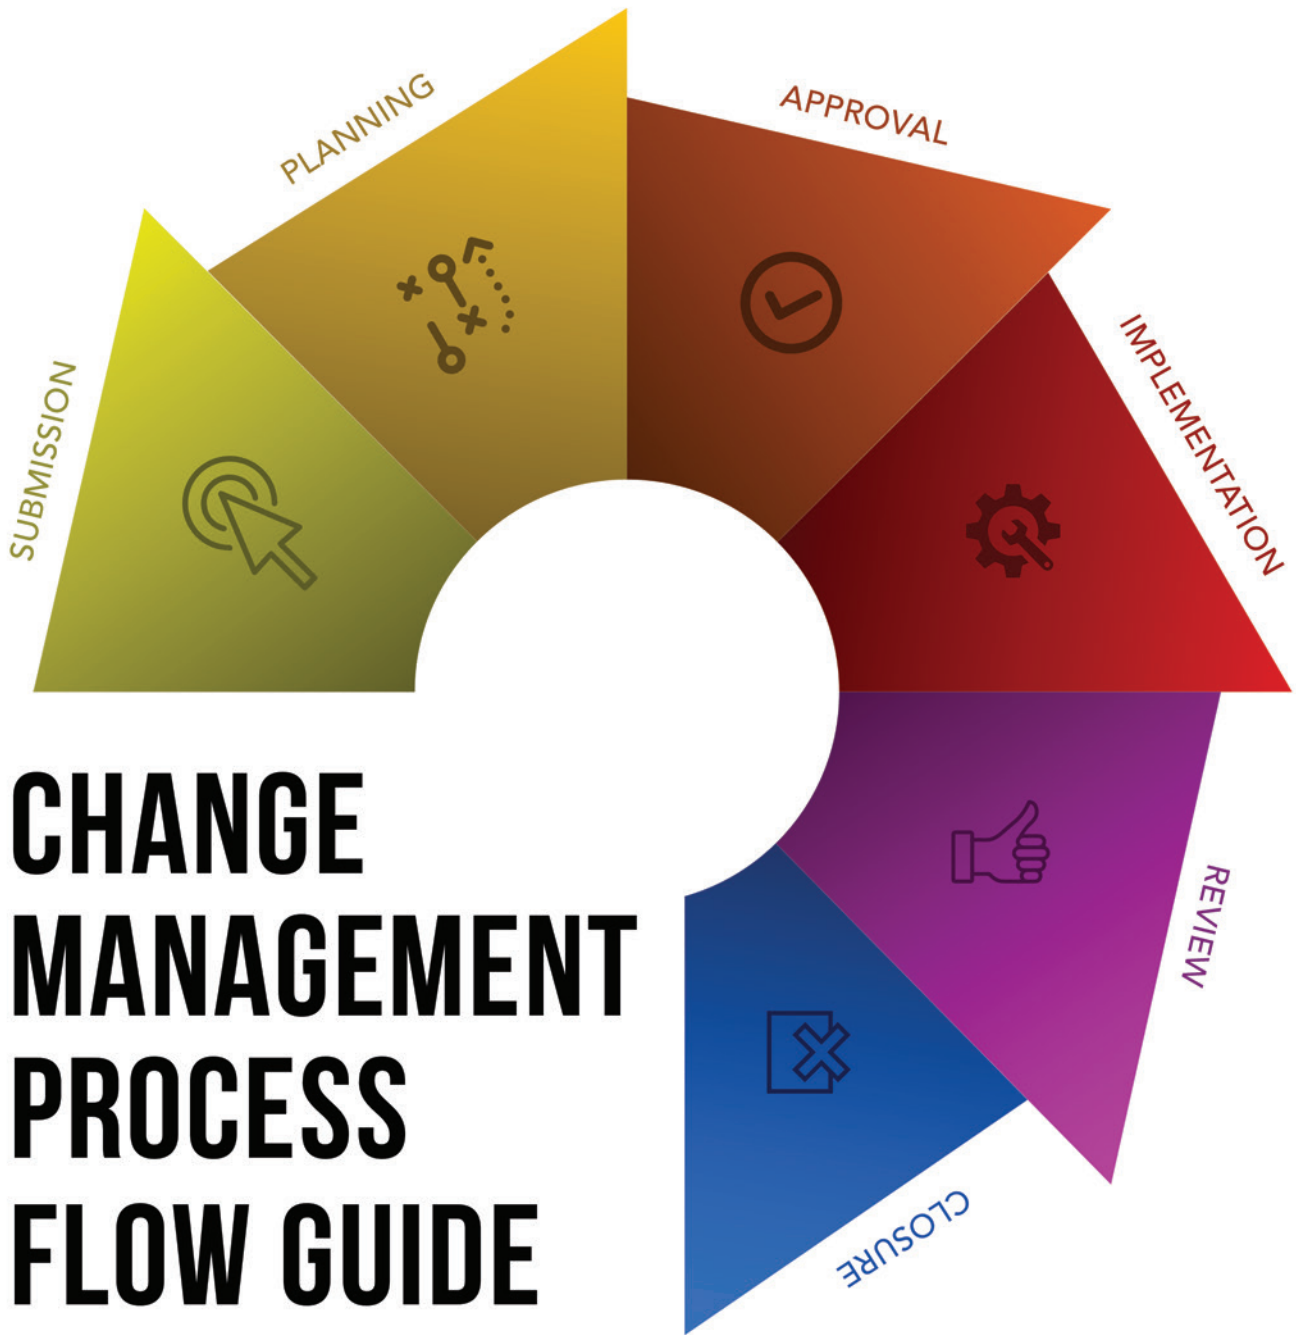 SUBMISSION
PLANNING
APPROVAL
IMPLEMENTATION
REVIEW
CLOSURE
CHANGE
MANAGEMENT
PROCESS
FLOW GUIDE